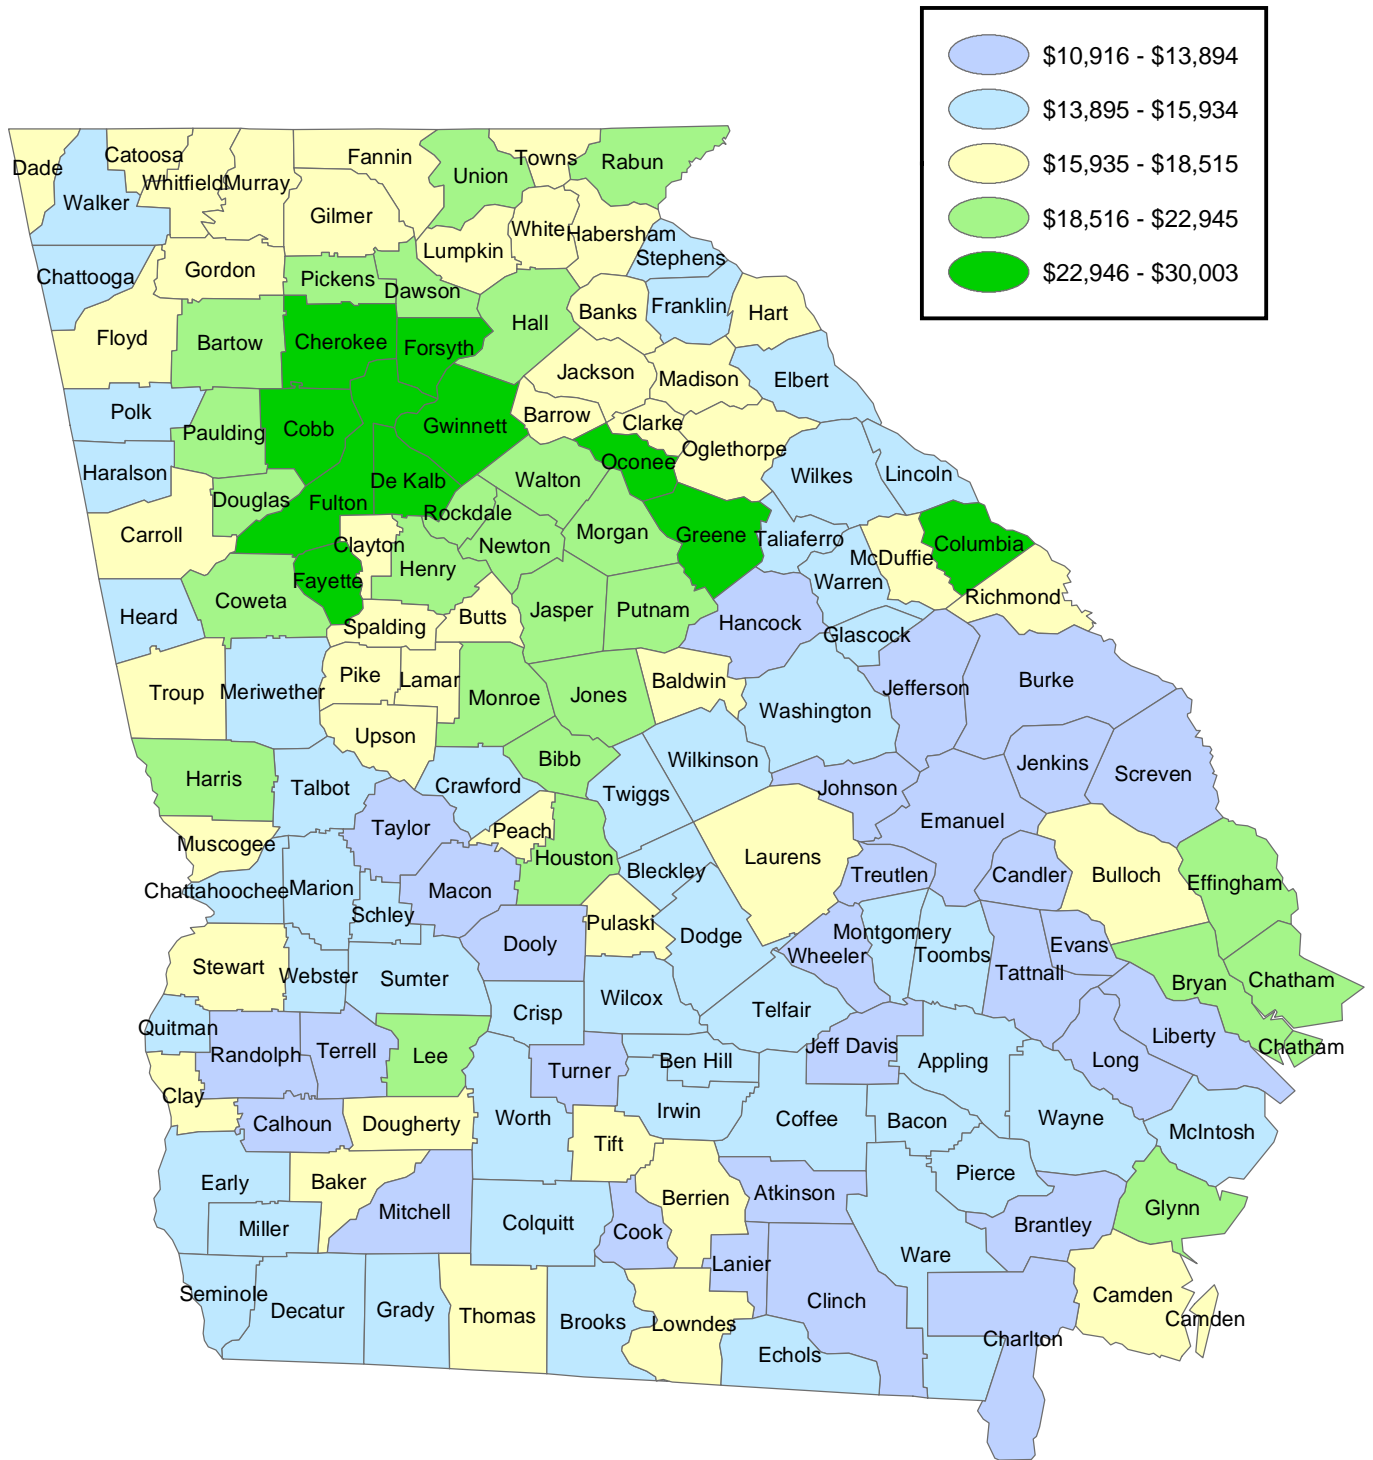 $10,916 - $13,894
$13,895 - $15,934
$15,935 - $18,515
$18,516 - $22,945
$22,946 - $30,003
Dade
Catoosa
Whitfield
Murray
Fannin
Union
Towns
Rabun
Walker
Gilmer
White
Habersham
Lumpkin
Stephens
Chattooga
Gordon
Pickens
Dawson
Franklin
Hart
Banks
Hall
Floyd
Bartow
Cherokee
Forsyth
Jackson
Madison
Elbert
Polk
Paulding
Cobb
Gwinnett
Barrow
Clarke
Oglethorpe
Haralson
Douglas
Fulton
De Kalb
Rockdale
Walton
Oconee
Wilkes
Lincoln
Carroll
Clayton
Henry
Newton
Morgan
Greene
Taliaferro
McDuffie
Columbia
Heard
Coweta
Fayette
Spalding
Butts
Jasper
Putnam
Hancock
Warren
Glascock
Richmond
Troup
Meriwether
Pike
Lamar
Monroe
Jones
Baldwin
Washington
Jefferson
Burke
Upson
Harris
Talbot
Crawford
Bibb
Twiggs
Wilkinson
Johnson
Jenkins
Screven
Muscogee
Taylor
Peach
Houston
Bleckley
Laurens
Emanuel
Treutlen
Candler
Bulloch
Effingham
Chattahoochee
Marion
Schley
Macon
Dooly
Pulaski
Dodge
Wheeler
Montgomery
Toombs
Tattnall
Evans
Bryan
Chatham
Stewart
Webster
Sumter
Crisp
Wilcox
Telfair
Quitman
Randolph
Terrell
Lee
Turner
Ben Hill
Jeff Davis
Appling
Long
Liberty
Chatham
Clay
Calhoun
Dougherty
Worth
Irwin
Coffee
Bacon
Wayne
McIntosh
Tift
Early
Baker
Mitchell
Miller
Colquitt
Cook
Berrien
Atkinson
Pierce
Brantley
Glynn
Lanier
Ware
Seminole
Decatur
Grady
Thomas
Brooks
Lowndes
Clinch
Echols
Charlton
Camden
Camden